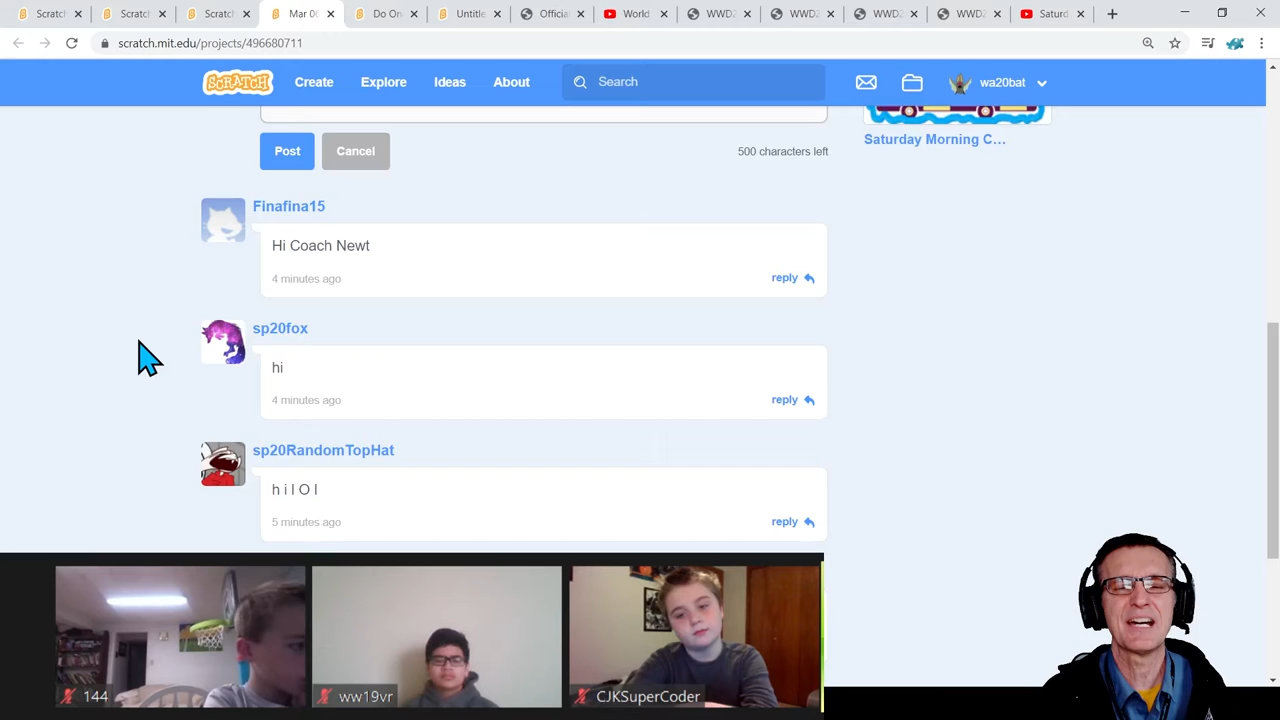 Scratch
Scratch
Scratch
Mar 06
Do On
Untitle
Official
World
WWD2
WWD2
WWD2
WWD2
Saturd
scratch.mit.edu/projects/496680711
SCRATCH
Create
Explore
Ideas
About
Search
wa20bat
Post
Cancel
500 characters left
Saturday Morning C…
Finafina15
Hi Coach Newt
4 minutes ago
reply
sp20fox
hi
4 minutes ago
reply
sp20RandomTopHat
h i l O l
5 minutes ago
reply
144
ww19vr
CJKSuperCoder